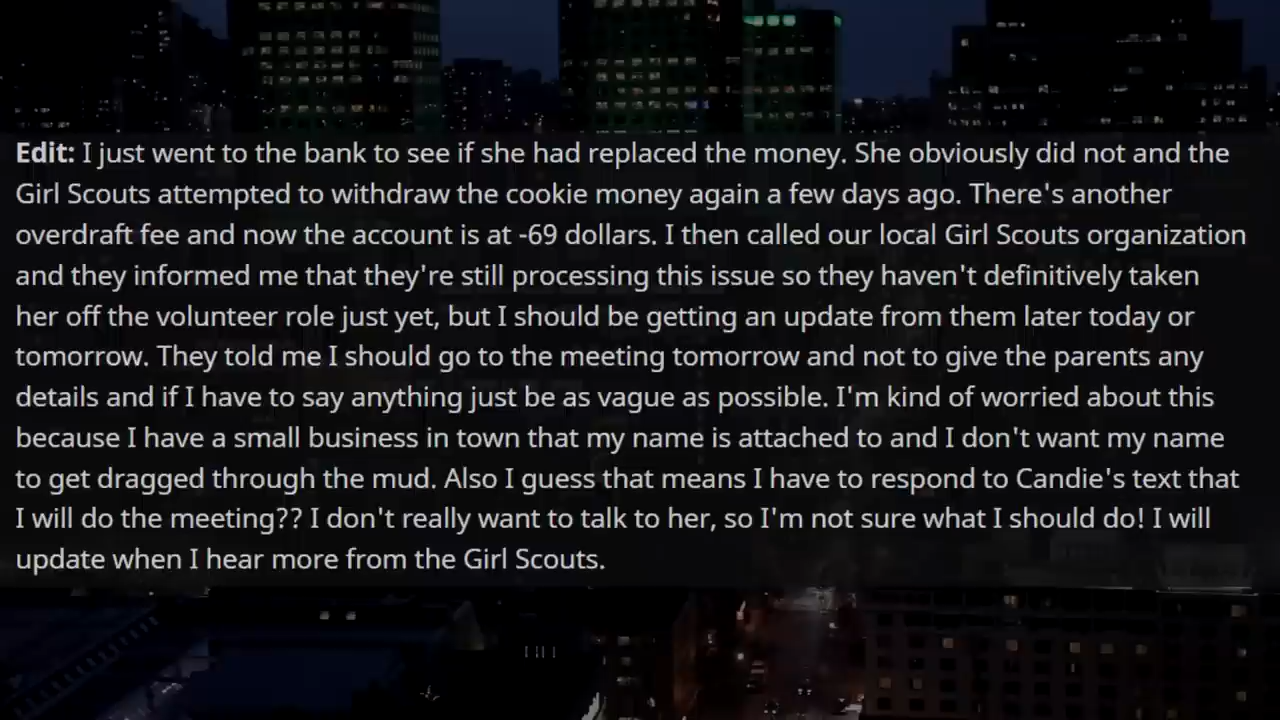 Edit: I just went to the bank to see if she had replaced the money. She obviously did not and the
Girl Scouts attempted to withdraw the cookie money again a few days ago. There's another
overdraft fee and now the account is at -69 dollars. I then called our local Girl Scouts organization
and they informed me that they're still processing this issue so they haven't definitively taken
her off the volunteer role just yet, but I should be getting an update from them later today or
tomorrow. They told me I should go to the meeting tomorrow and not to give the parents any
details and if I have to say anything just be as vague as possible. I'm kind of worried about this
because I have a small business in town that my name is attached to and I don't want my name
to get dragged through the mud. Also I guess that means I have to respond to Candie's text that
I will do the meeting?? I don't really want to talk to her, so I'm not sure what I should do! I will
update when I hear more from the Girl Scouts.